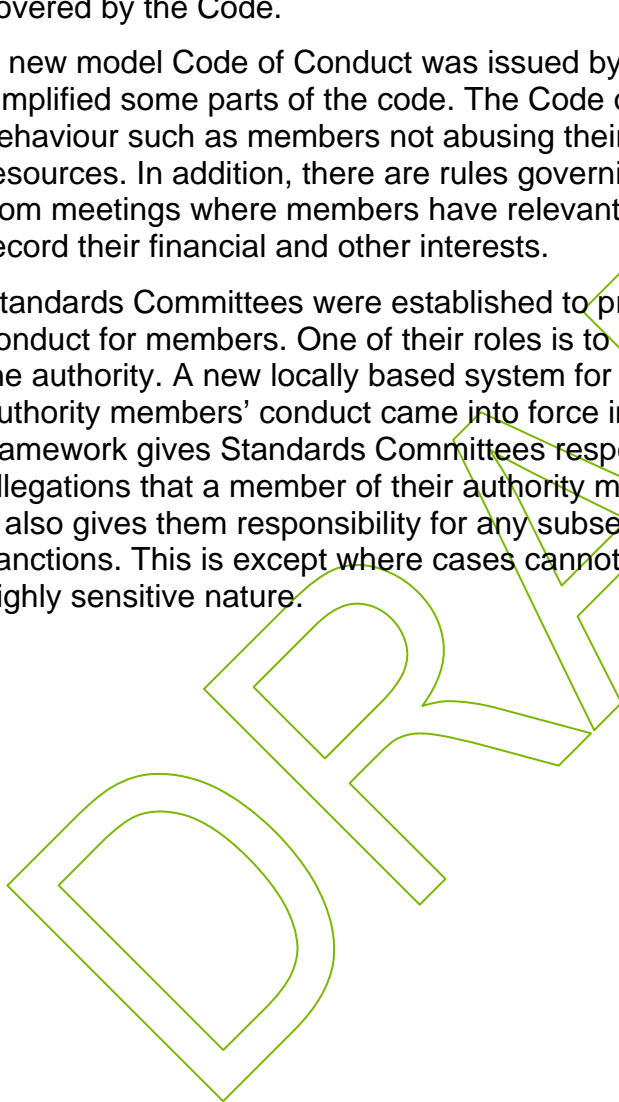 overed by the Code.
new model Code of Conduct was issued by
mplified some parts of the code. The Code
ehaviour such as members not abusing their
esources. In addition, there are rules governi
om meetings where members have relevant
ecord their financial and other interests.
tandards Committees were established to pr
onduct for members. One of their roles is to
he authority. A new locally based system for
uthority members’ conduct came into force i
amework gives Standards Committees resp
llegations that a member of their authority m
also gives them responsibility for any subse
anctions. This is except where cases cannot
ighly sensitive nature.
DRA